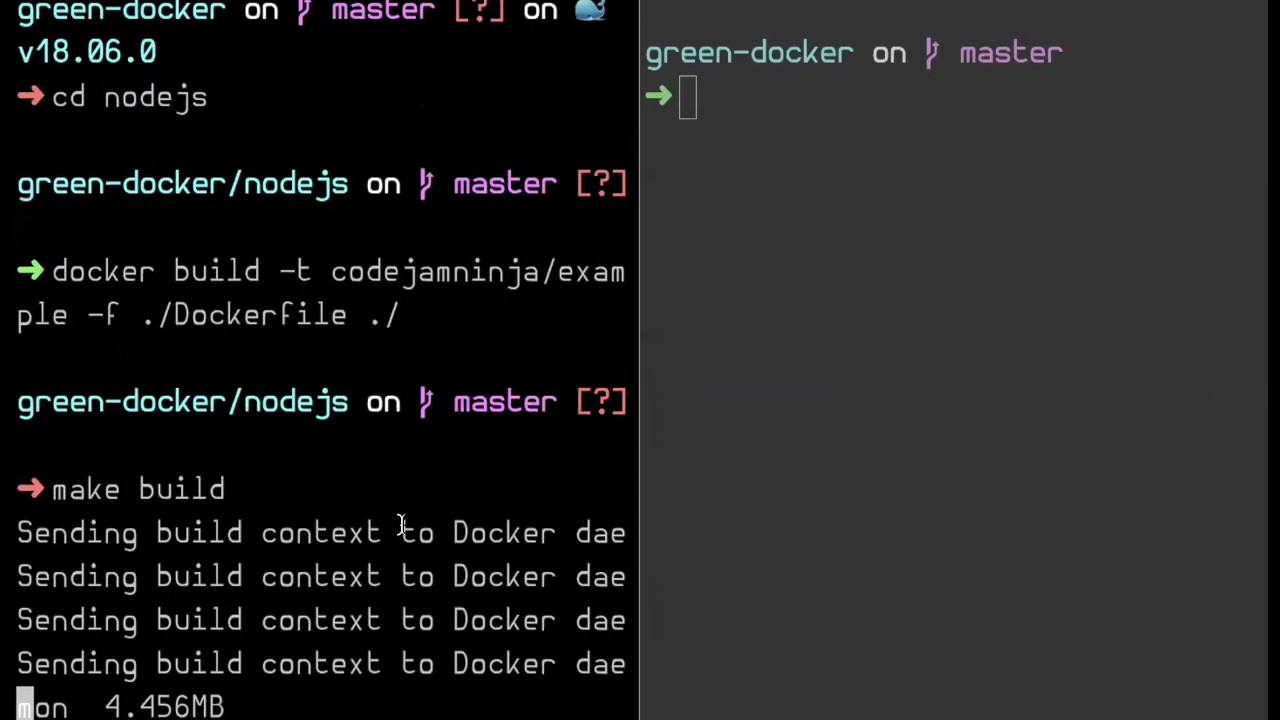 green-docker on master [?] on
v18.06.0
➜ cd nodejs
green-docker/nodejs on master [?]
➜ docker build -t codejamninja/exam
ple -f ./Dockerfile ./
green-docker/nodejs on master [?]
➜ make build
Sending build context to Docker dae
Sending build context to Docker dae
Sending build context to Docker dae
Sending build context to Docker dae
mon 4.456MB
green-docker on master
➜